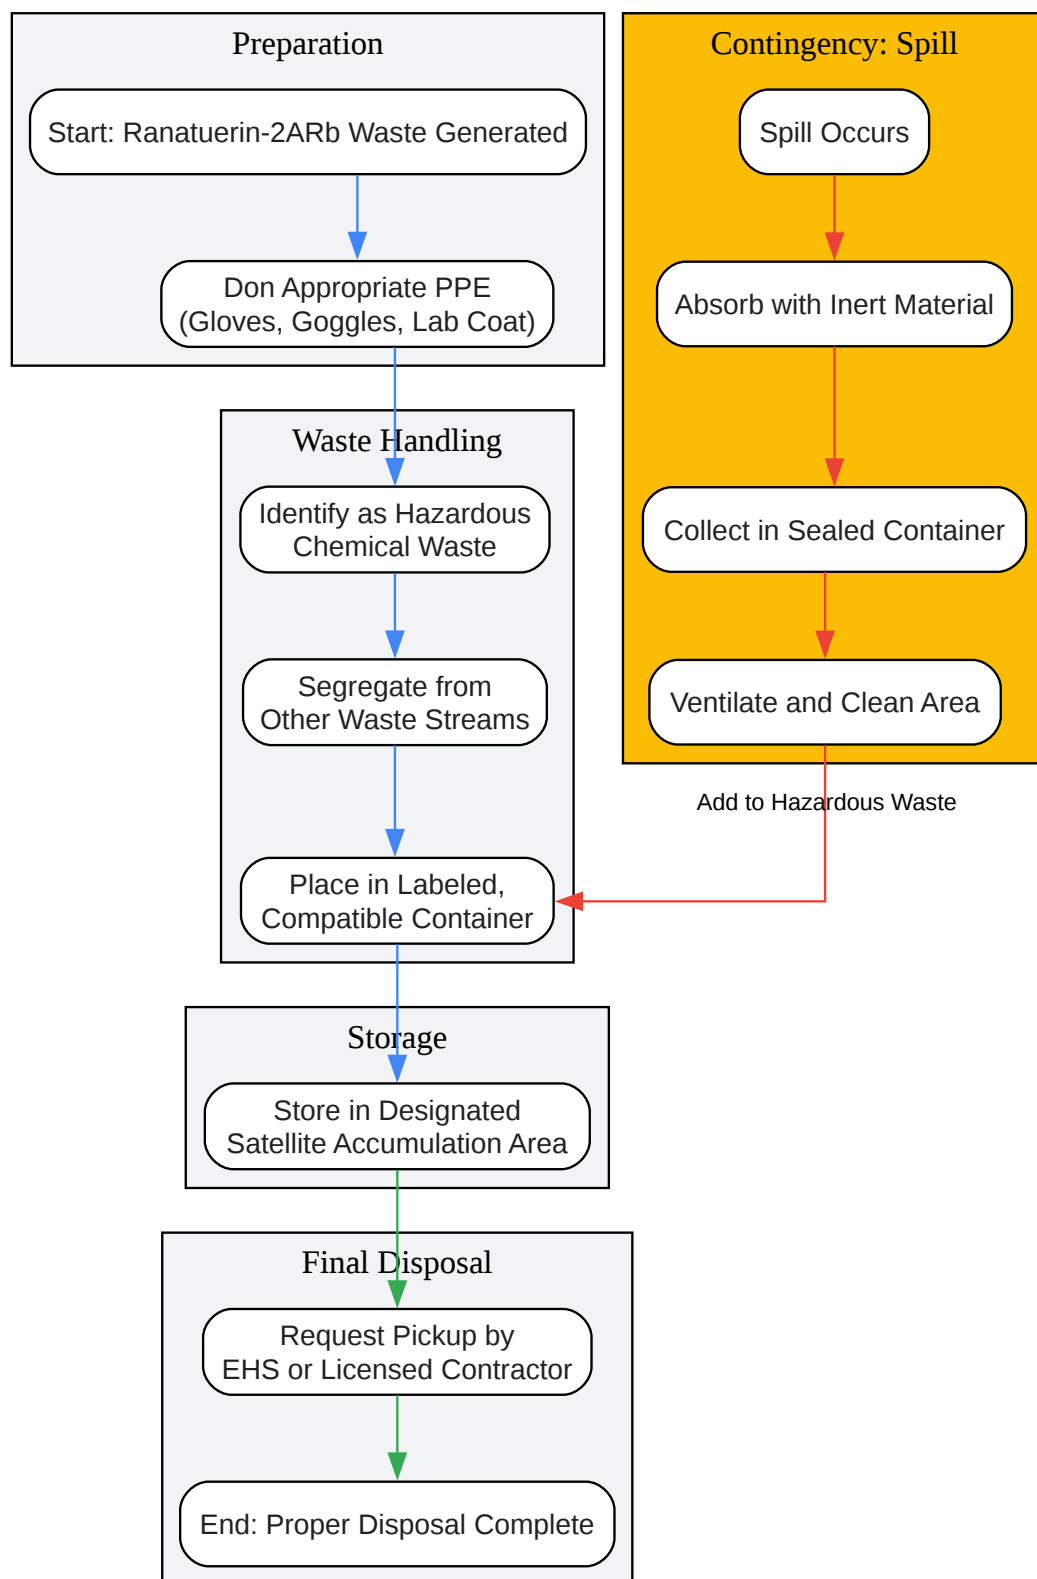 Preparation
Start: Ranatuerin-2ARb Waste Generated
Don Appropriate PPE
(Gloves, Goggles, Lab Coat)
Waste Handling
Identify as Hazardous
Chemical Waste
Segregate from
Other Waste Streams
Place in Labeled,
Compatible Container
Storage
Store in Designated
Satellite Accumulation Area
Final Disposal
Request Pickup by
EHS or Licensed Contractor
End: Proper Disposal Complete
Contingency: Spill
Spill Occurs
Absorb with Inert Material
Collect in Sealed Container
Ventilate and Clean Area
Add to Hazardous Waste